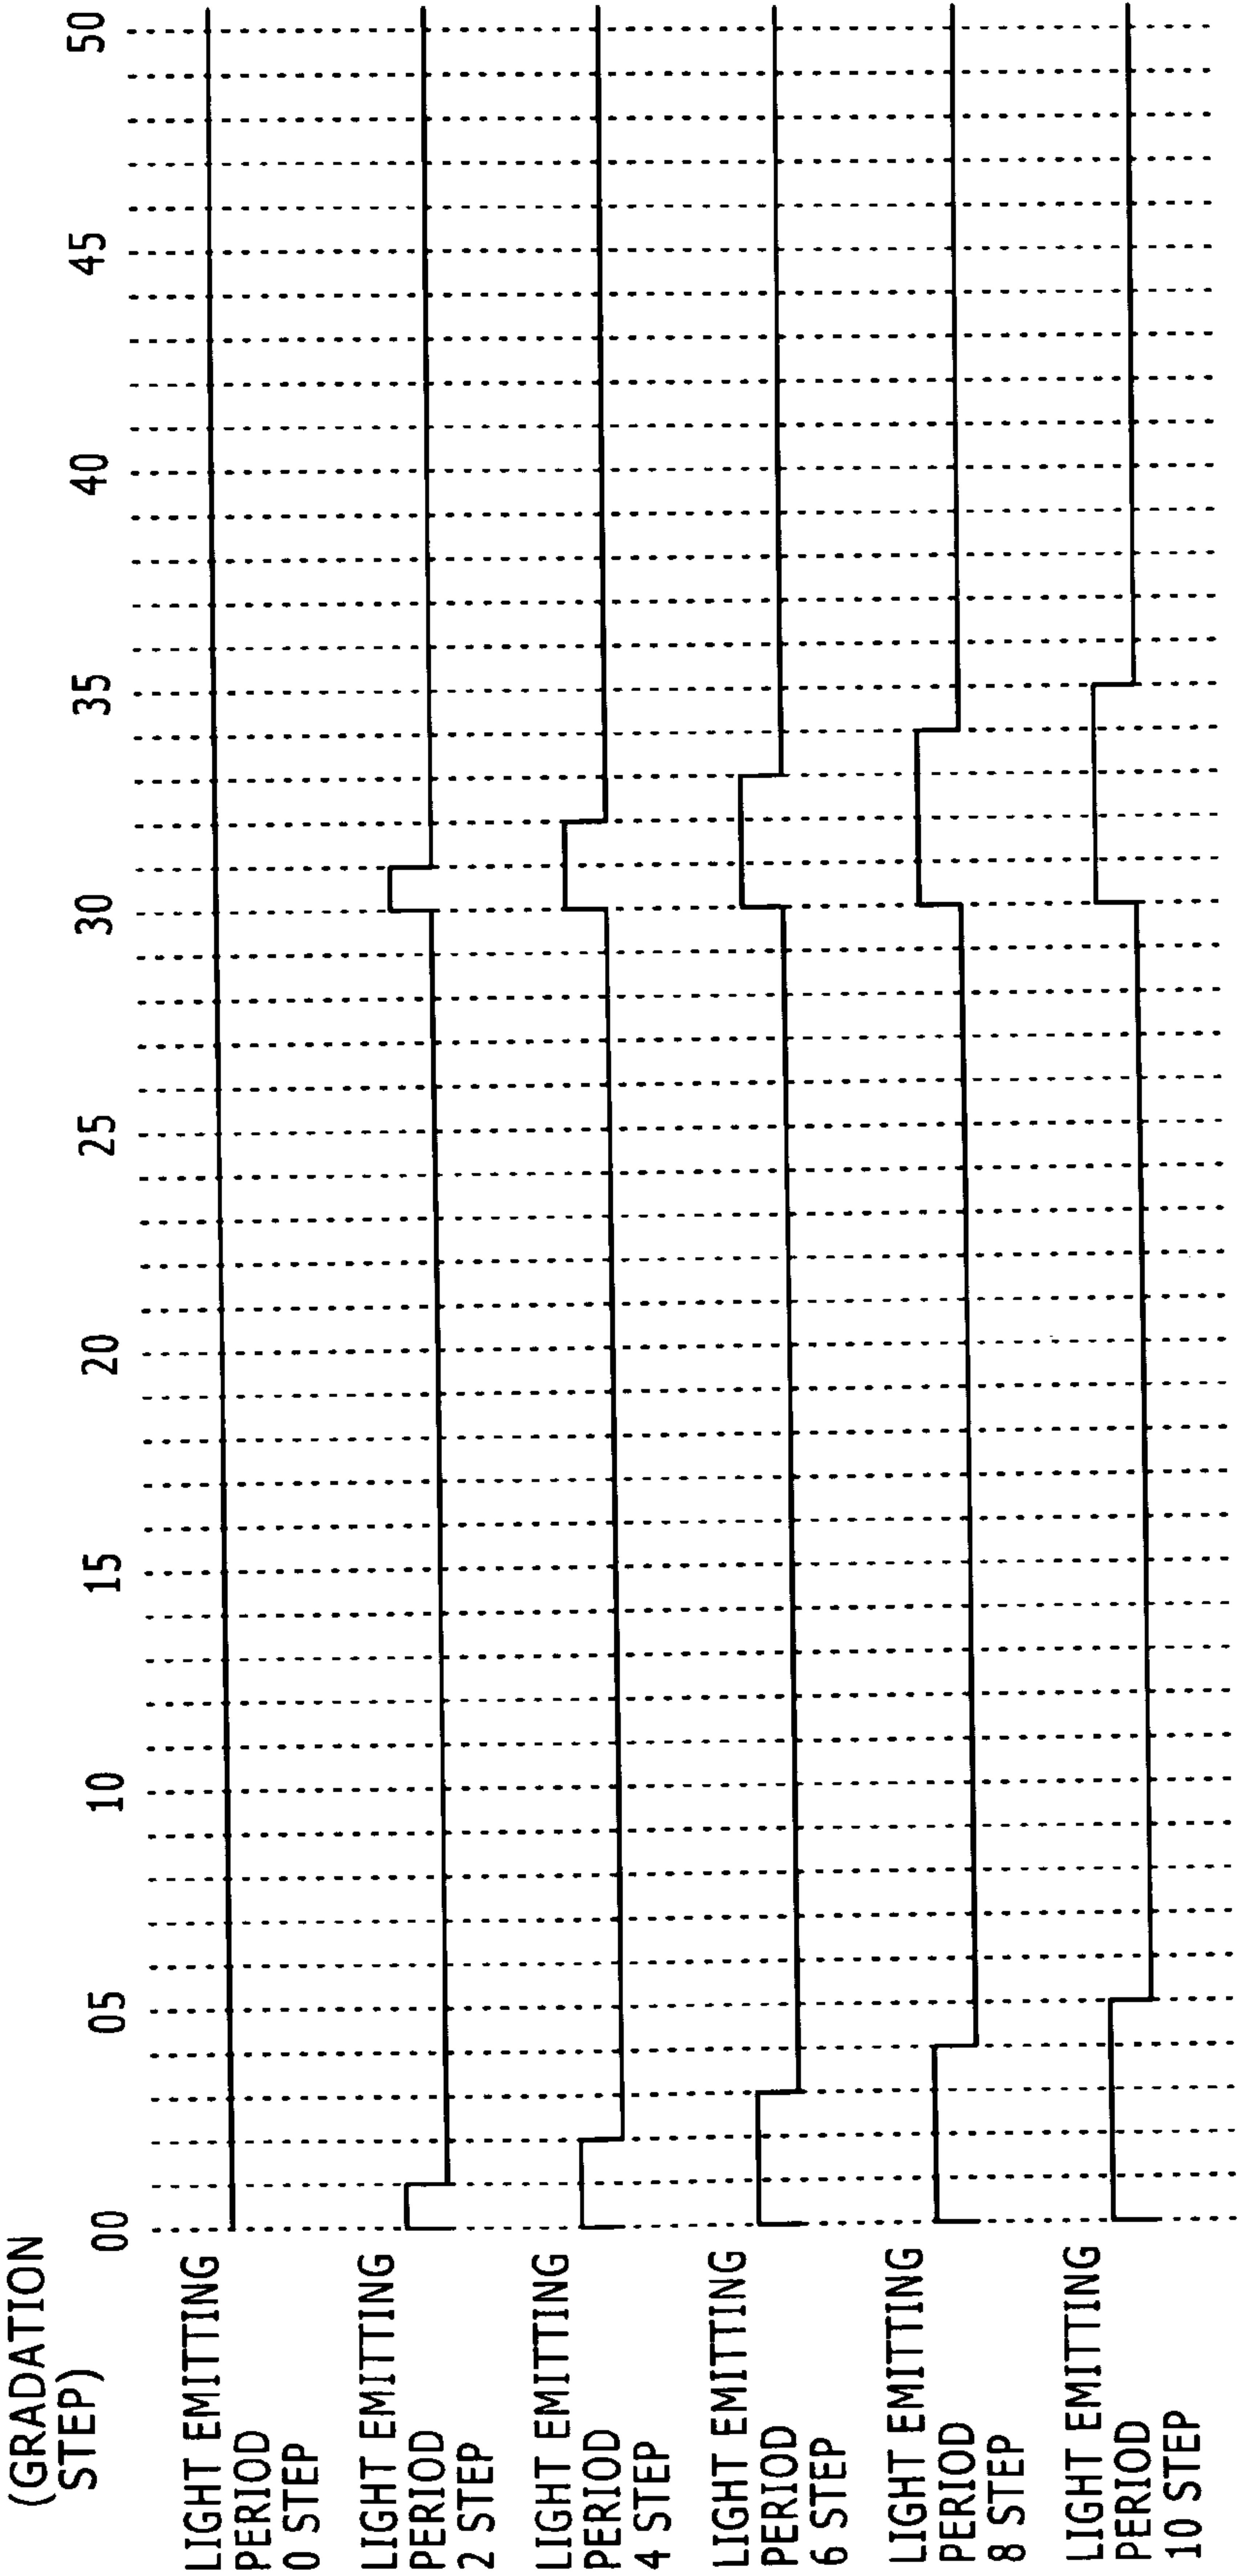 (GRADATION
STEP)
00 05 10 15 20 25 30 35 40 45 50
LIGHT EMITTING
PERIOD
0 STEP
LIGHT EMITTING
PERIOD
2 STEP
LIGHT EMITTING
PERIOD
4 STEP
LIGHT EMITTING
PERIOD
6 STEP
LIGHT EMITTING
PERIOD
8 STEP
LIGHT EMITTING
PERIOD
10 STEP